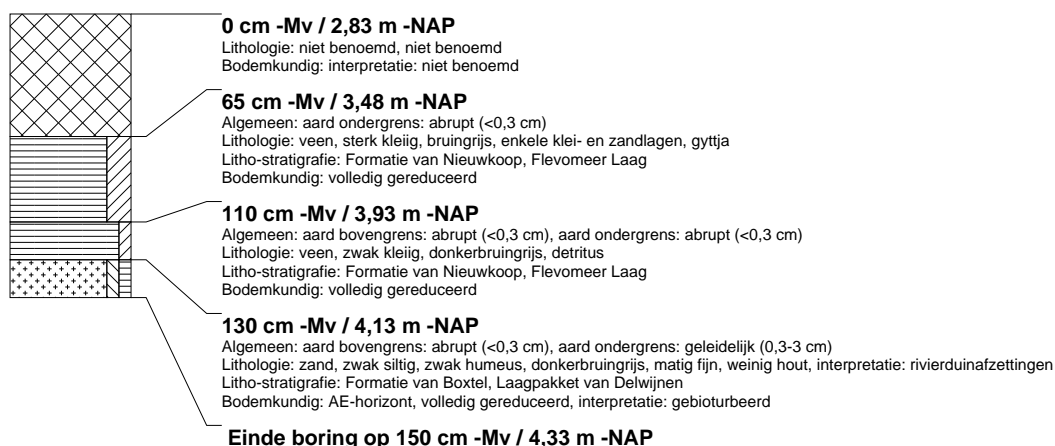 0 cm -Mv / 2,83 m -NAP
Lithologie: niet benoemd, niet benoemd
Bodemkundig: interpretatie: niet benoemd
65 cm -Mv / 3,48 m -NAP
Algemeen: aard ondergrens: abrupt (<0,3 cm)
Lithologie: veen, sterk kleiig, bruingrijs, enkele klei- en zandlagen, gyttja
Litho-stratigrafie: Formatie van Nieuwkoop, Flevomeer Laag
Bodemkundig: volledig gereduceerd
110 cm -Mv / 3,93 m -NAP
Algemeen: aard bovengrens: abrupt (<0,3 cm), aard ondergrens: abrupt (<0,3 cm)
Lithologie: veen, zwak kleiig, donkerbruingrijs, detritus
Litho-stratigrafie: Formatie van Nieuwkoop, Flevomeer Laag
Bodemkundig: volledig gereduceerd
130 cm -Mv / 4,13 m -NAP
Algemeen: aard bovengrens: abrupt (<0,3 cm), aard ondergrens: geleidelijk (0,3-3 cm)
Lithologie: zand, zwak siltig, zwak humeus, donkerbruingrijs, matig fijn, weinig hout, interpretatie: rivierduinafzettingen
Litho-stratigrafie: Formatie van Boxtel, Laagpakket van Delwijnen
Bodemkundig: AE-horizont, volledig gereduceerd, interpretatie: gebioturbeerd
Einde boring op 150 cm -Mv / 4,33 m -NAP